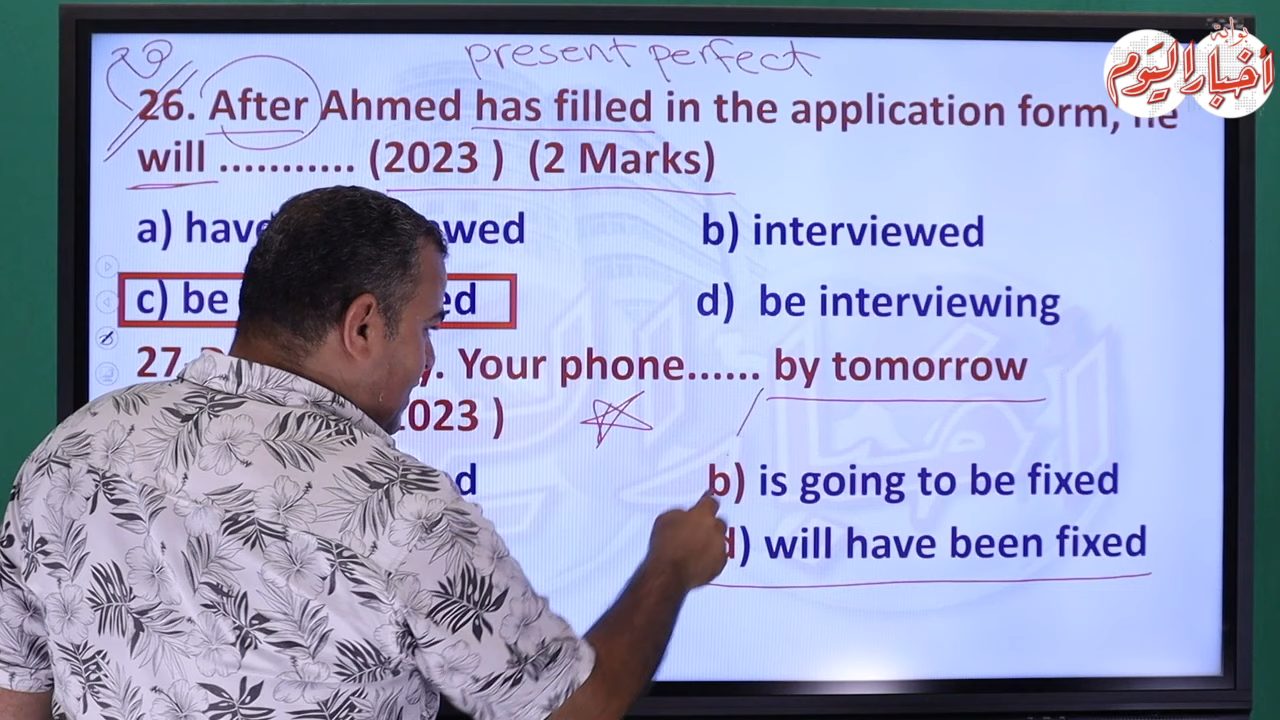 بوابة
أخبار اليوم
present perfect
26. After Ahmed has filled in the application form, he
will ........... (2023 ) (2 Marks)
a) have wed
b) interviewed
c) be ed
d) be interviewing
27. Your phone...... by tomorrow
2023 )
d
b) is going to be fixed
d) will have been fixed